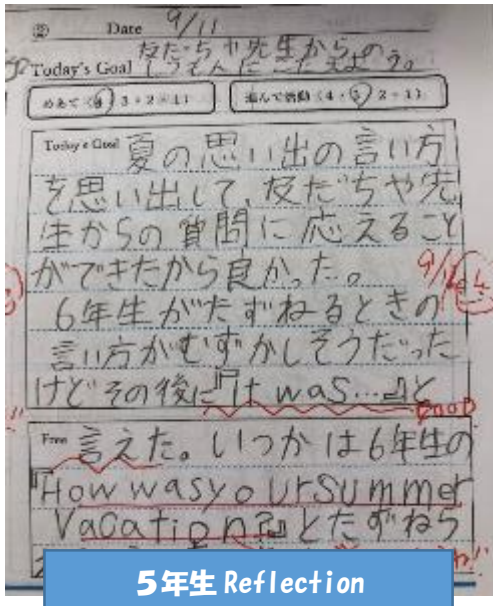 ② Date 9/11
Today's Goal 友だちや先生からの
しつもんにこたえよう。
めあて (4・3・2・1) 進んで活動 (4・3・2・1)
Today's Goal 夏の思い出の言い方
を思い出して、友だちや先
生からの質問に応えること
ができたから良かった。
6年生がたずねるときの
言い方がむずかしそうだった
けどその後に『It was...』と
GOOD
Free 言えた。いつかは6年生の
『How was your summer
vacation?』とたずねら
5年生 Reflection